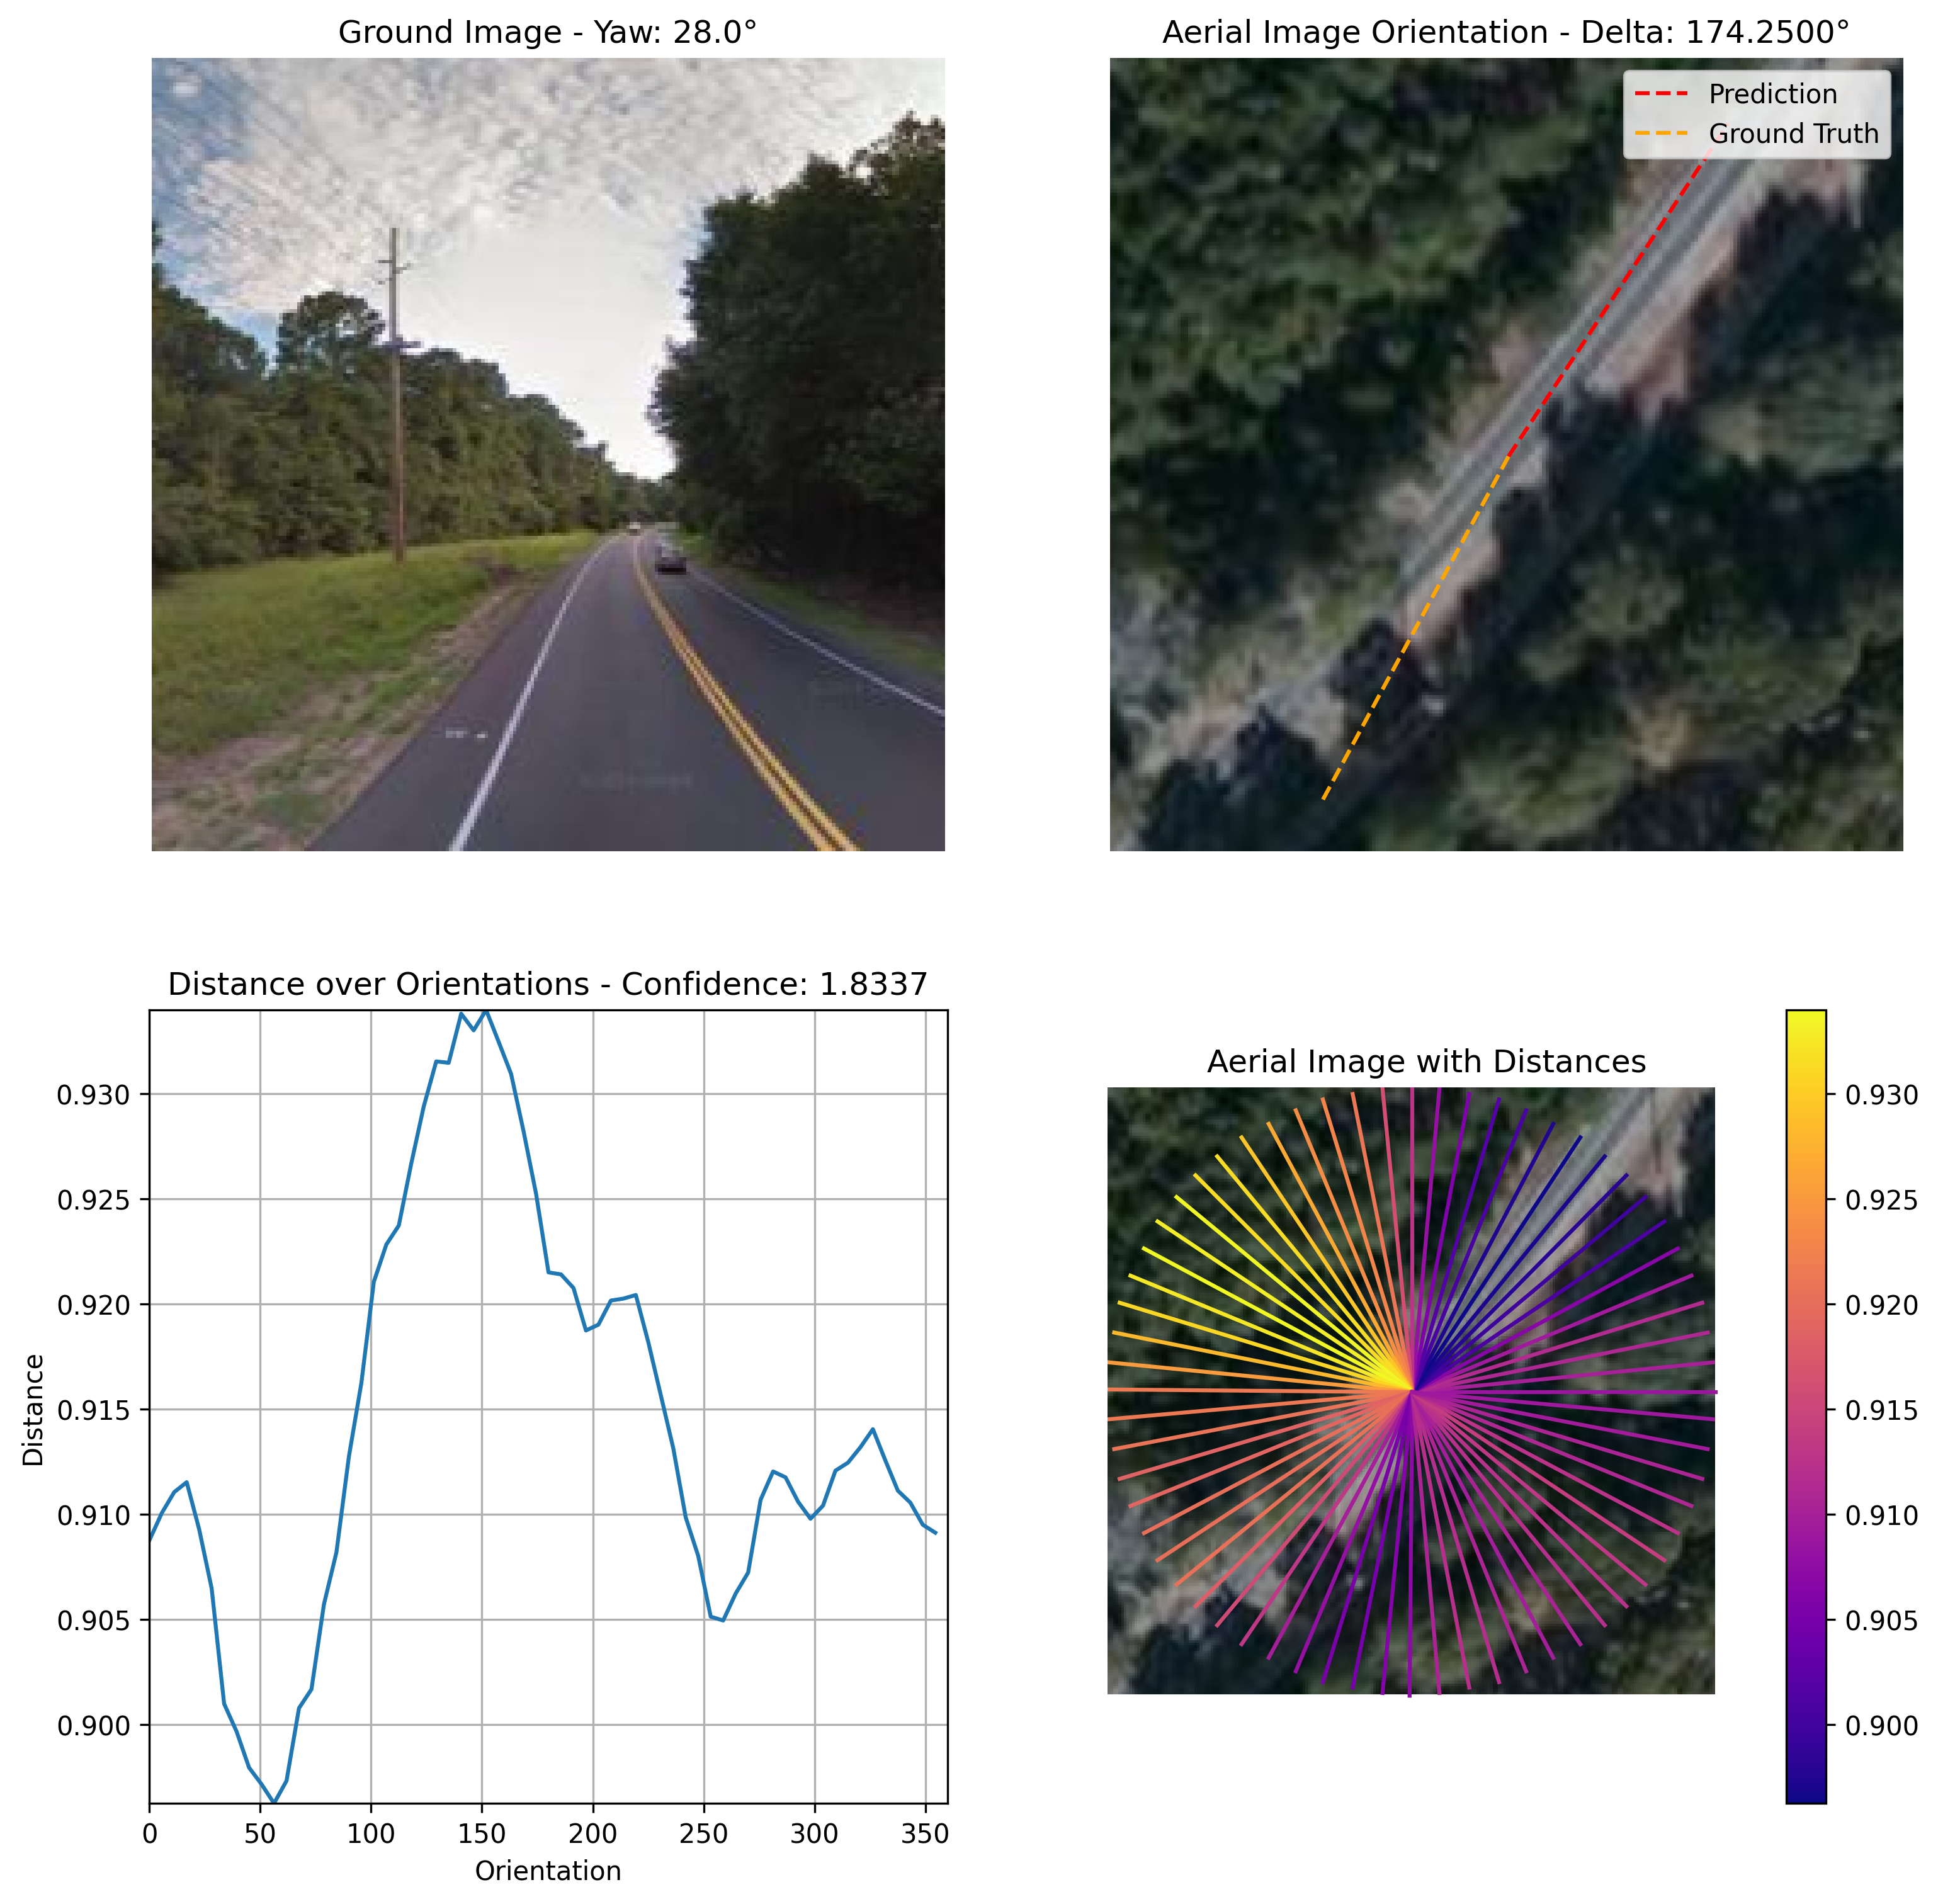 Ground Image - Yaw: 28.0°
Aerial Image Orientation - Delta: 174.2500°
Prediction
Ground Truth
Distance over Orientations - Confidence: 1.8337
Distance
0.930
0.925
0.920
0.915
0.910
0.905
0.900
0
50
100
150
200
250
300
350
Orientation
Aerial Image with Distances
0.930
0.925
0.920
0.915
0.910
0.905
0.900